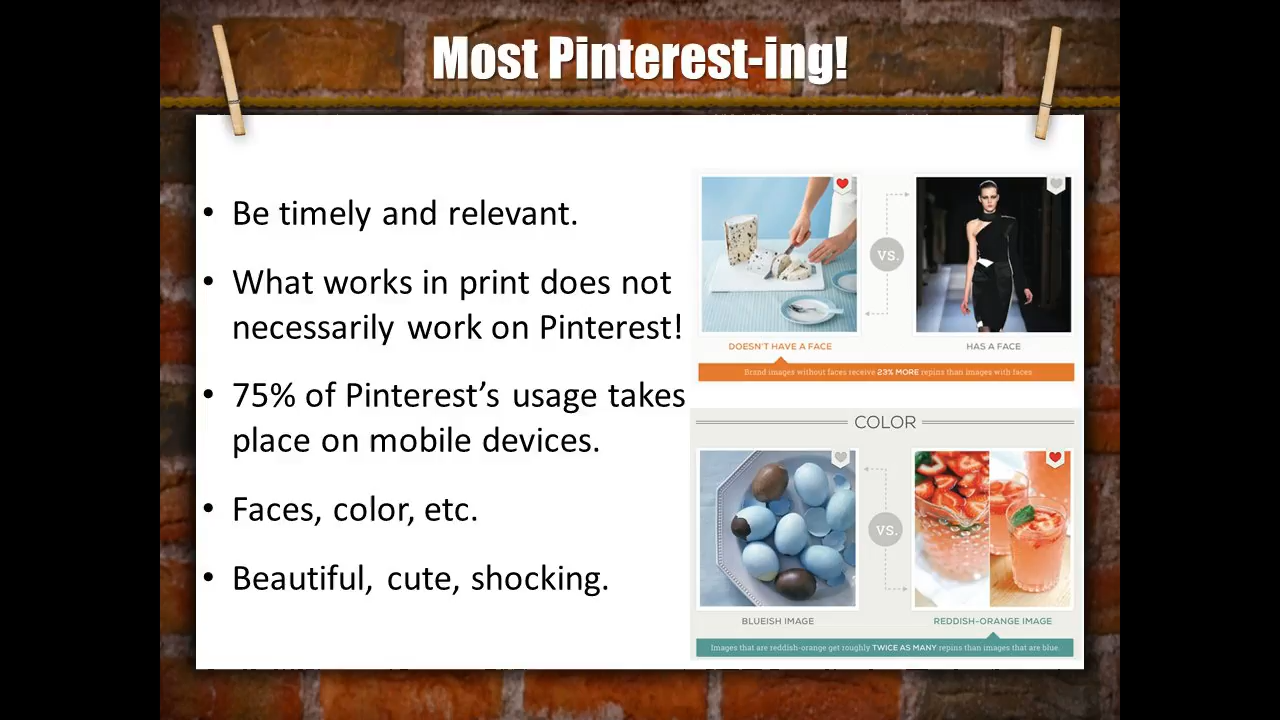 Most Pinterest-ing!
• Be timely and relevant.
• What works in print does not
necessarily work on Pinterest!
• 75% of Pinterest’s usage takes
place on mobile devices.
• Faces, color, etc.
• Beautiful, cute, shocking.
VS.
DOESN'T HAVE A FACE
HAS A FACE
Brand images without faces receive 23% MORE repins than images with faces
COLOR
VS.
BLUEISH IMAGE
REDDISH-ORANGE IMAGE
Images that are reddish-orange get roughly TWICE AS MANY repins than images that are blue.